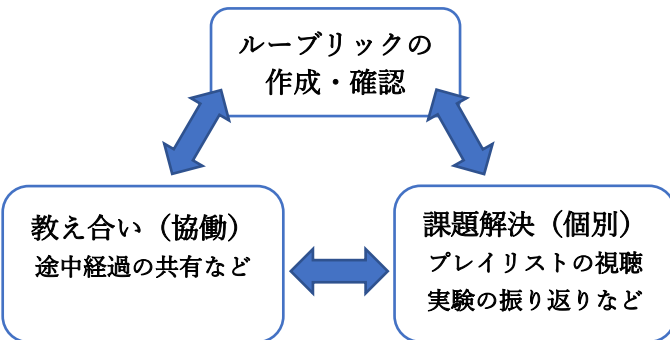 ルーブリックの
作成・確認
教え合い（協働）
途中経過の共有など
課題解決（個別）
プレイリストの視聴
実験の振り返りなど